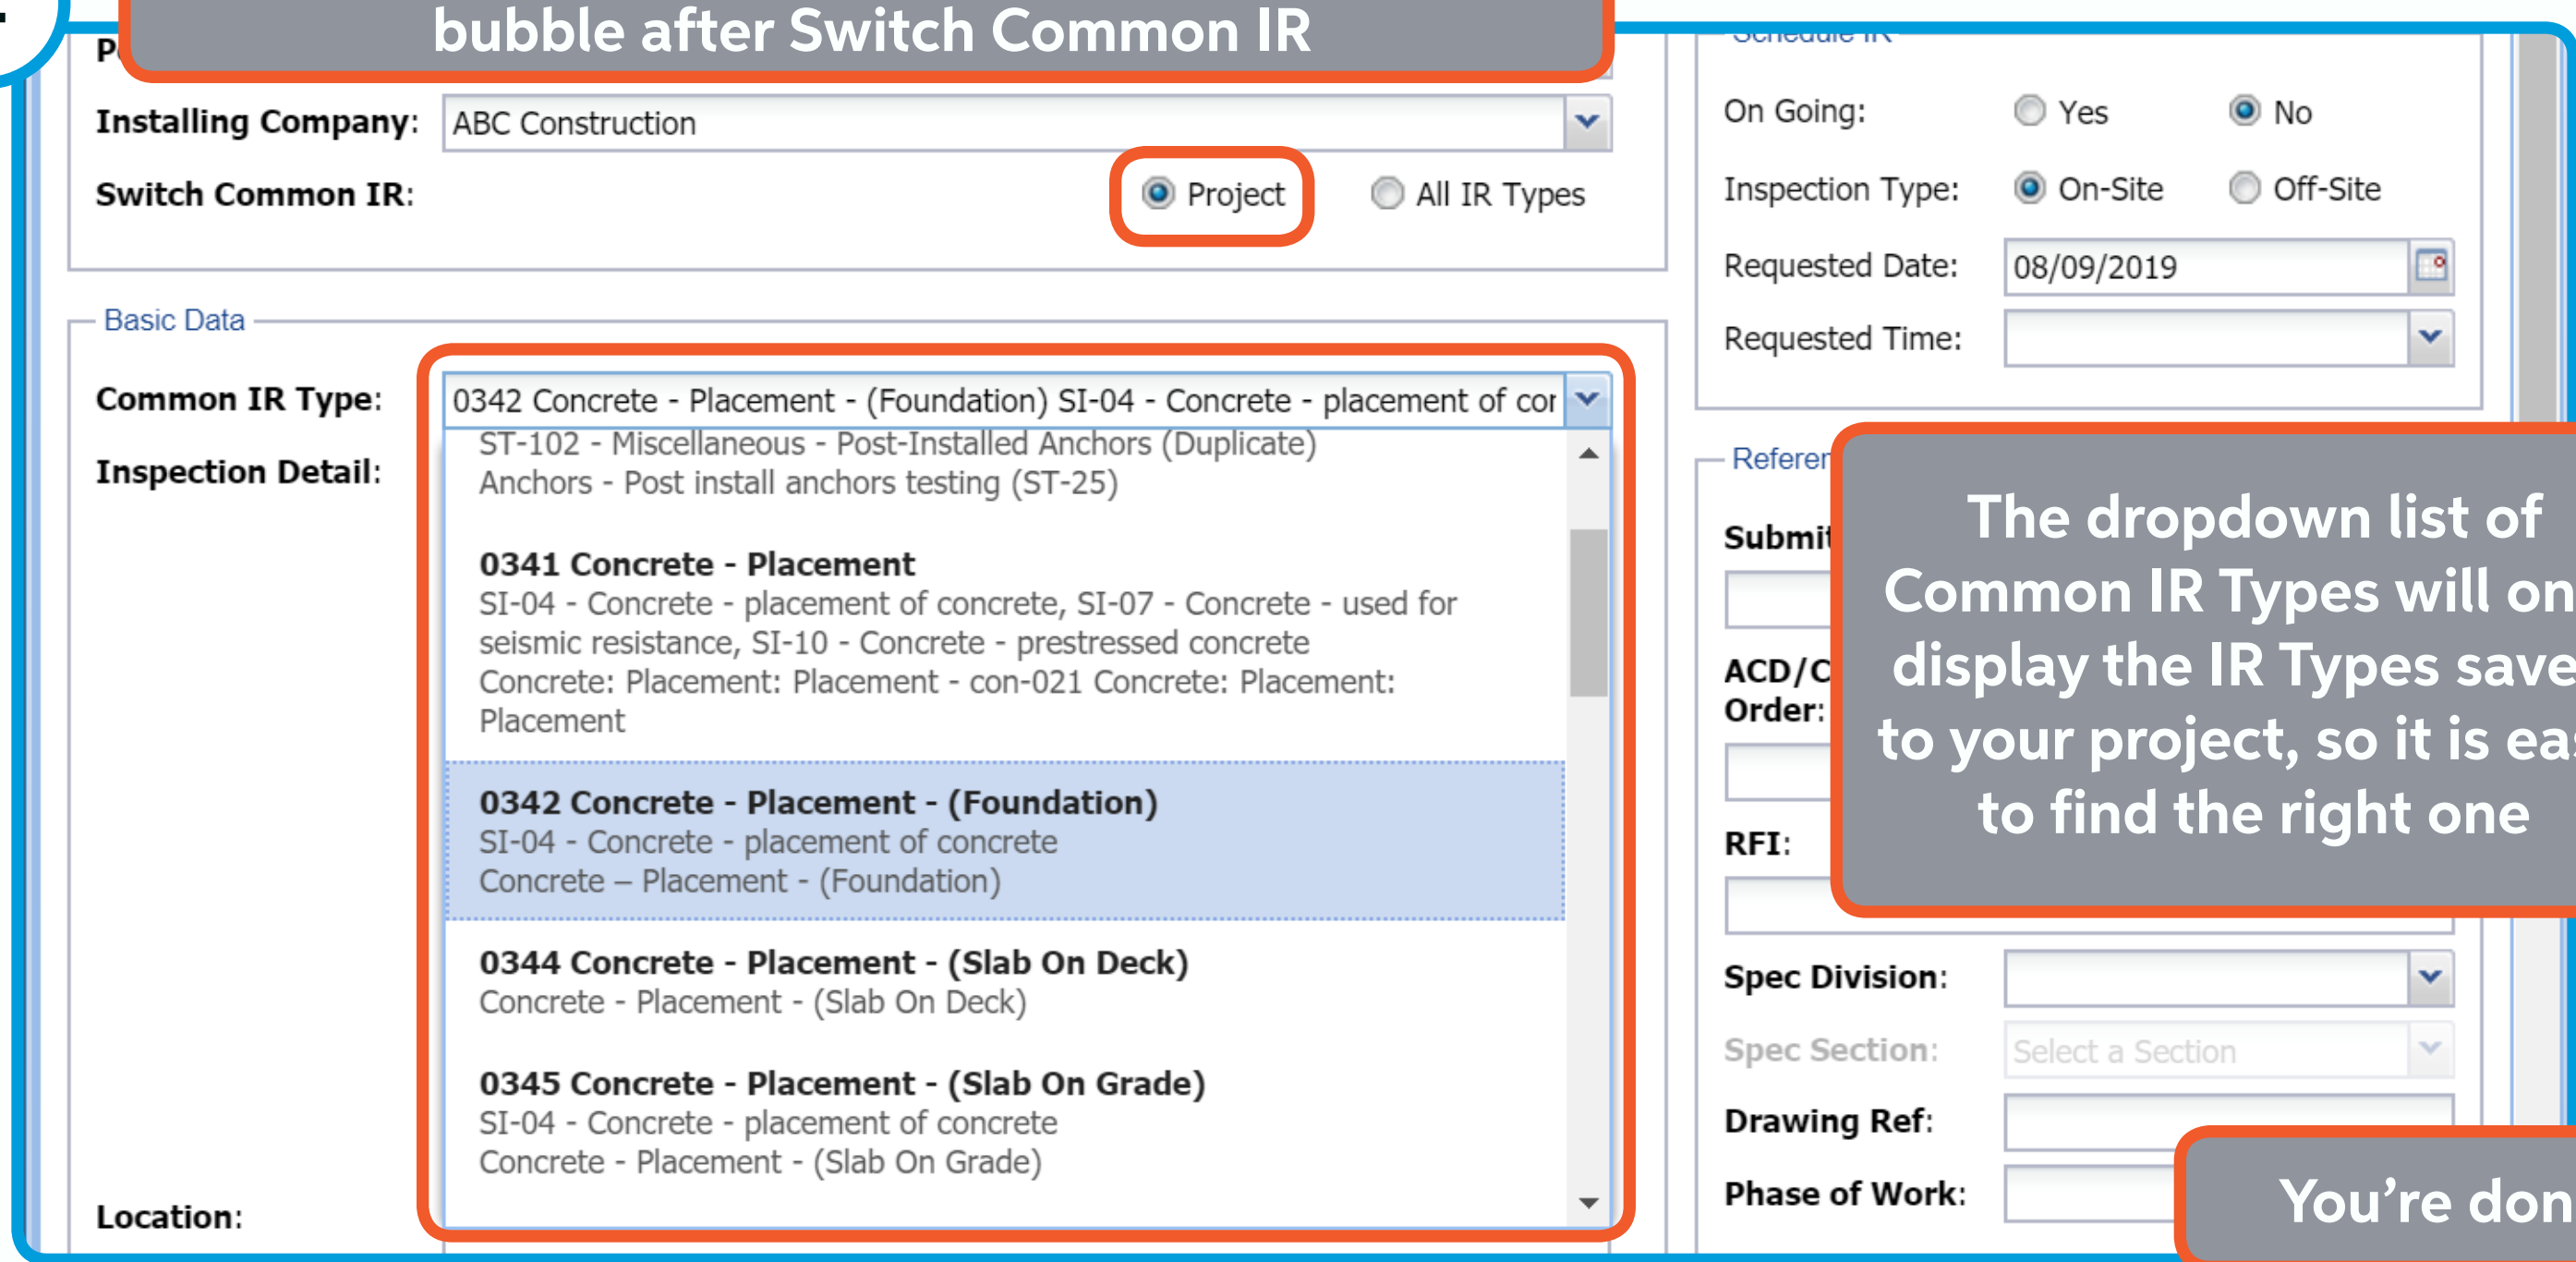 bubble after Switch Common IR
Installing Company: ABC Construction
Switch Common IR: Project All IR Types
Basic Data
Common IR Type: 0342 Concrete - Placement - (Foundation) SI-04 - Concrete - placement of cor
Inspection Detail:
ST-102 - Miscellaneous - Post-Installed Anchors (Duplicate)
Anchors - Post install anchors testing (ST-25)
0341 Concrete - Placement
SI-04 - Concrete - placement of concrete, SI-07 - Concrete - used for
seismic resistance, SI-10 - Concrete - prestressed concrete
Concrete: Placement: Placement - con-021 Concrete: Placement:
Placement
0342 Concrete - Placement - (Foundation)
SI-04 - Concrete - placement of concrete
Concrete – Placement - (Foundation)
0344 Concrete - Placement - (Slab On Deck)
Concrete - Placement - (Slab On Deck)
0345 Concrete - Placement - (Slab On Grade)
SI-04 - Concrete - placement of concrete
Concrete - Placement - (Slab On Grade)
Location:
Schedule IR
On Going: Yes No
Inspection Type: On-Site Off-Site
Requested Date: 08/09/2019
Requested Time:
Referen
Submit
ACD/C
Order:
RFI:
The dropdown list of
Common IR Types will on
display the IR Types save
to your project, so it is eas
to find the right one
Spec Division:
Spec Section: Select a Section
Drawing Ref:
Phase of Work:
You’re don